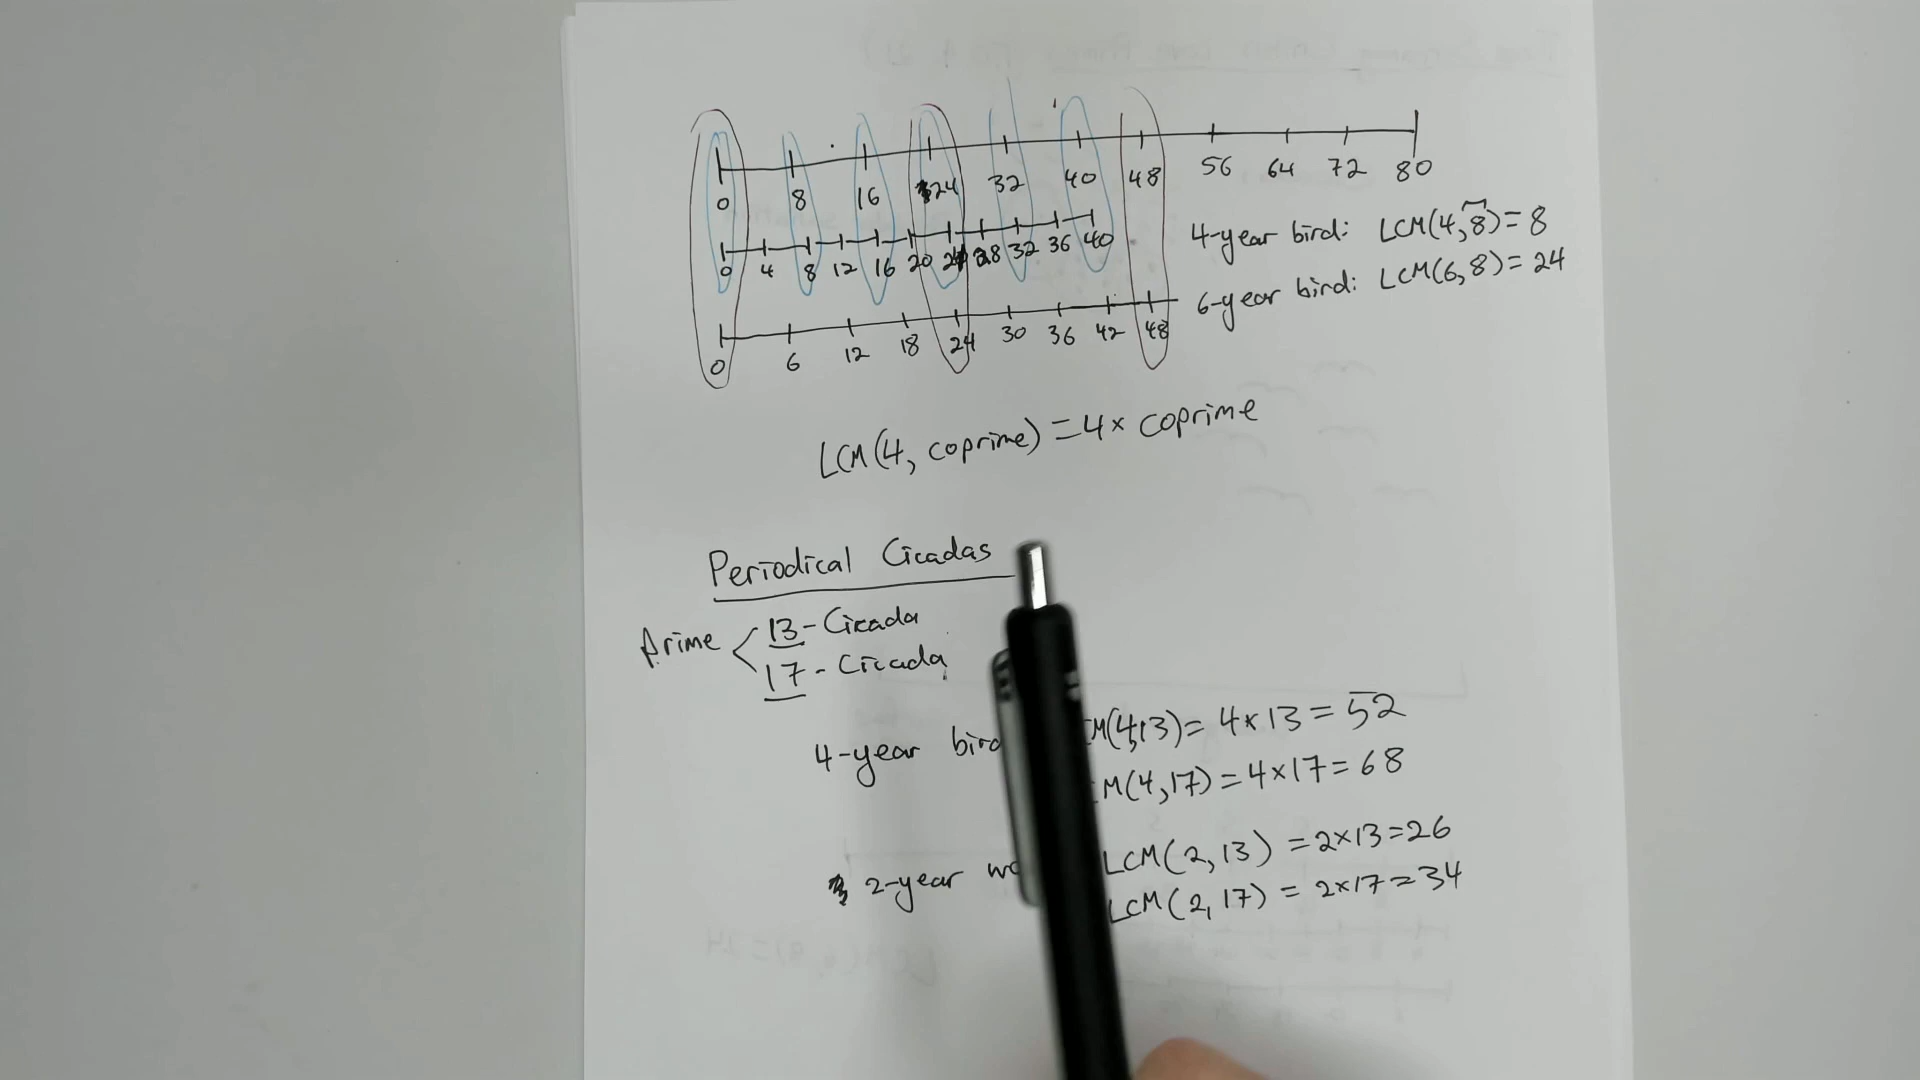 0 8 16 24 32 40 48 56 64 72 80
0 4 8 12 16 20 24 28 32 36 40
4-year bird: LCM(4,8)=8
6-year bird: LCM(6,8)=24
0 6 12 18 24 30 36 42 48
LCM(4, coprime)=4× coprime
Periodical Cicadas
Prime
13-Cicada
17-Cicada
4-year bird M(4,13)=4×13=52
M(4,17)=4×17=68
2-year LCM(2,13)=2×13=26
LCM(2,17)=2×17=34